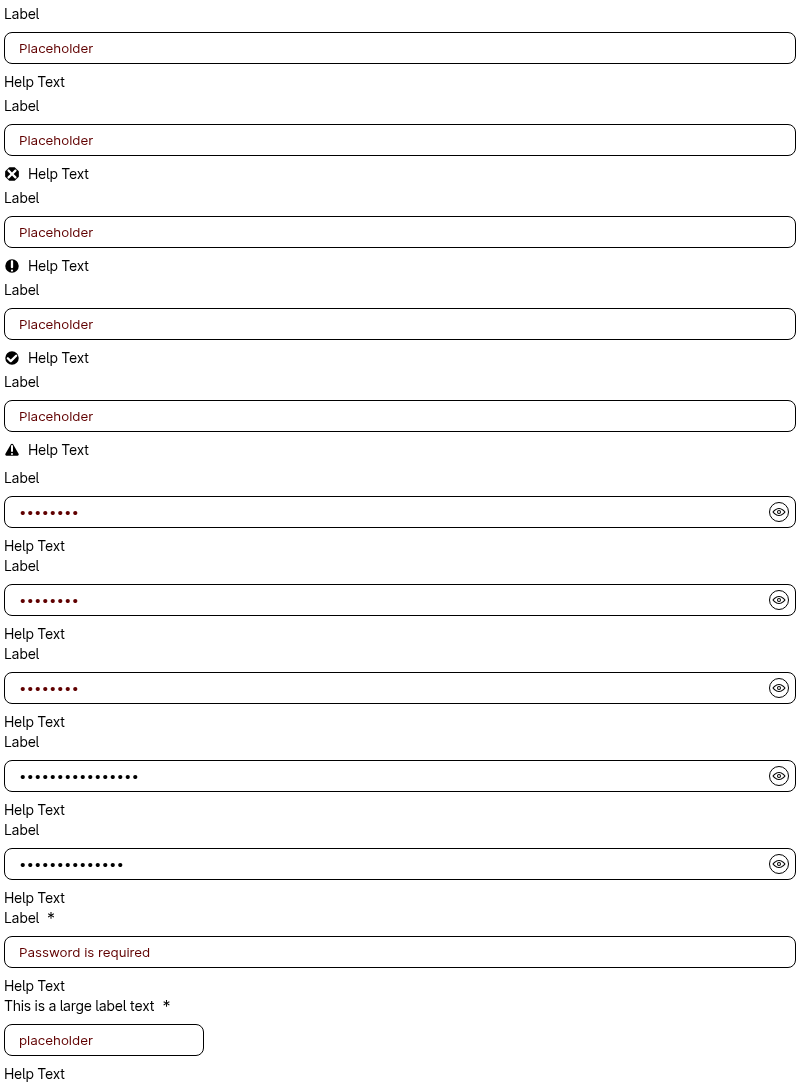 Label
Placeholder
Help Text
Label
Placeholder
Help Text
Label
Placeholder
Help Text
Label
Placeholder
Help Text
Label
Placeholder
Help Text
Label
••••••••
Help Text
Label
••••••••
Help Text
Label
••••••••
Help Text
Label
••••••••••••••••
Help Text
Label
••••••••••••••
Help Text
Label *
Password is required
Help Text
This is a large label text *
placeholder
Help Text